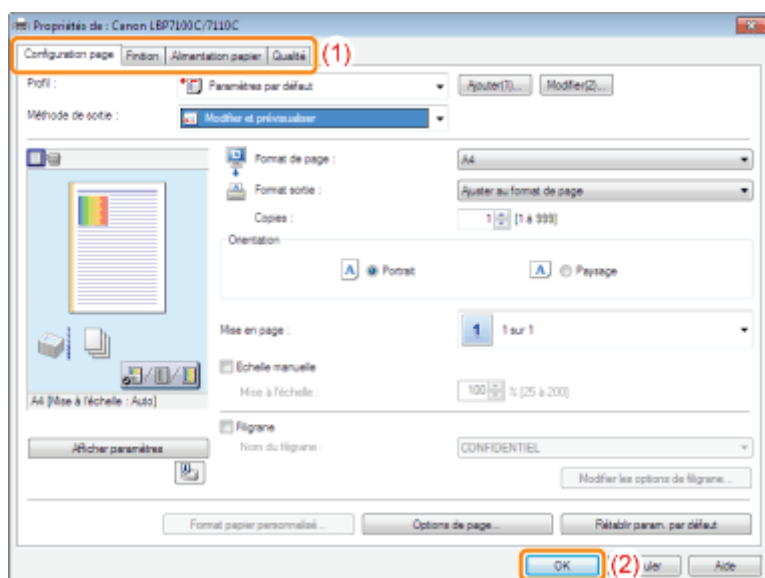 Propriétés de : Canon LBP7100C/7110C
Configuration page Finition Alimentation papier Qualité (1)
Profil : Paramètres par défaut Ajouter(1)... Modifier(2)...
Méthode de sortie : Modifier et prévisualiser
Format de page : A4
Format sortie : Ajuster au format de page
Copies : 1 [1 à 999]
Orientation
A Portrait A Paysage
Mise en page : 1 1 sur 1
Echelle manuelle
Mise à l'échelle : 100 % [25 à 200]
A4 [Mise à l'échelle : Auto]
Filigrane
Afficher paramètres Nom du filigrane : CONFIDENTIEL
Modifier les options de filigrane...
Format papier personnalisé... Options de page... Rétablir param. par défaut
OK (2) uler Aide